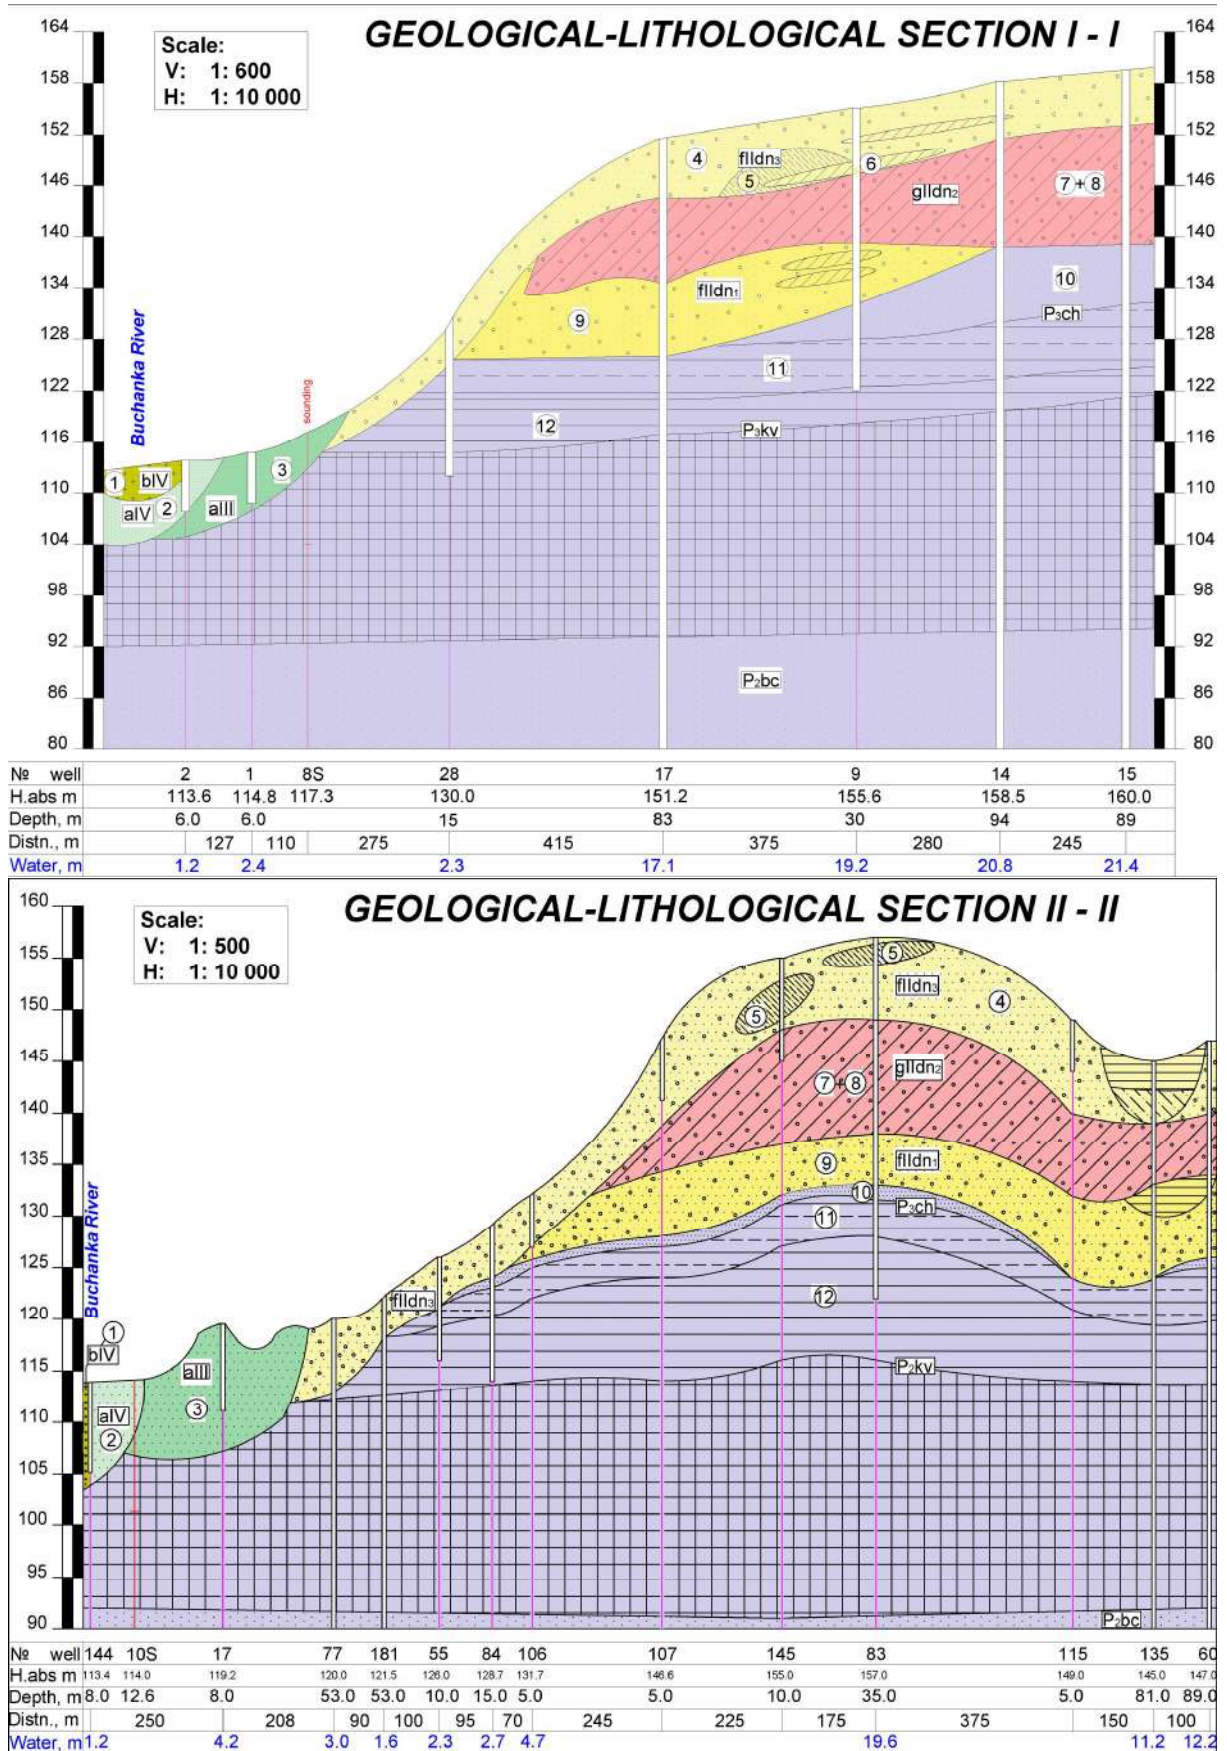 GEOLOGICAL-LITHOLOGICAL SECTION I - I
Scale:
V: 1: 600
H: 1: 10 000
164 164
158 158
152 152
146 146
140 140
134 134
128 128
122 122
116 116
110 110
104 104
98 98
92 92
86 86
80 80
Buchanka River
sounding
4
fIIdn3
5
6
gIIdn2
7+8
fIIdn1
9
10
P3ch
11
12
P3kv
1
bIV
aIV
2
aIII
3
P2bc
№ well 2 1 8S 28 17 9 14 15
H.abs m 113.6 114.8 117.3 130.0 151.2 155.6 158.5 160.0
Depth, m 6.0 6.0 15 83 30 94 89
Distn., m 127 110 275 415 375 280 245
Water, m 1.2 2.4 2.3 17.1 19.2 20.8 21.4
GEOLOGICAL-LITHOLOGICAL SECTION II - II
Scale:
V: 1: 500
H: 1: 10 000
160
155
150
145
140
135
130
125
120
115
110
105
100
95
90
Buchanka River
5
fIIdn3
4
5
7+8
gIIdn2
9
fIIdn1
10
P3ch
11
12
fIIdn3
1
bIV
aIII
3
aIV
2
P2kv
P2bc
№ well 144 10S 17 77 181 55 84 106 107 145 83 115 135 60
H.abs m 113.4 114.0 119.2 120.0 121.5 126.0 128.7 131.7 146.6 155.0 157.0 149.0 145.0 147.0
Depth, m 8.0 12.6 8.0 53.0 53.0 10.0 15.0 5.0 5.0 10.0 35.0 5.0 81.0 89.0
Distn., m 250 208 90 100 95 70 245 225 175 375 150 100
Water, m 1.2 4.2 3.0 1.6 2.3 2.7 4.7 19.6 11.2 12.2